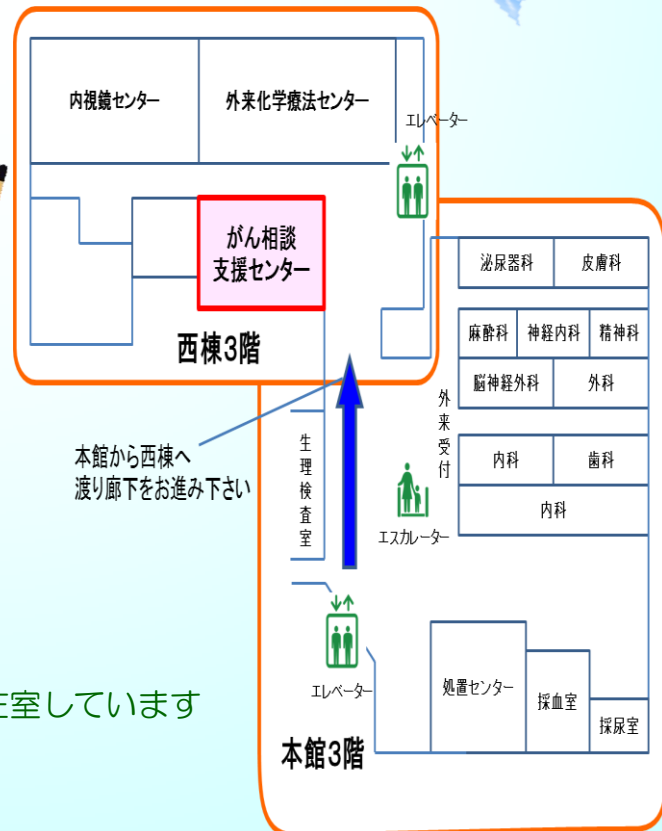 内視鏡センター
外来化学療法センター
エレベーター
がん相談
支援センター
西棟3階
泌尿器科
皮膚科
麻酔科
神経内科
精神科
脳神経外科
外科
外来受付
内科
歯科
内科
本館から西棟へ
渡り廊下をお進み下さい
生理検査室
エスカレーター
エレベーター
処置センター
採血室
採尿室
室しています
本館3階